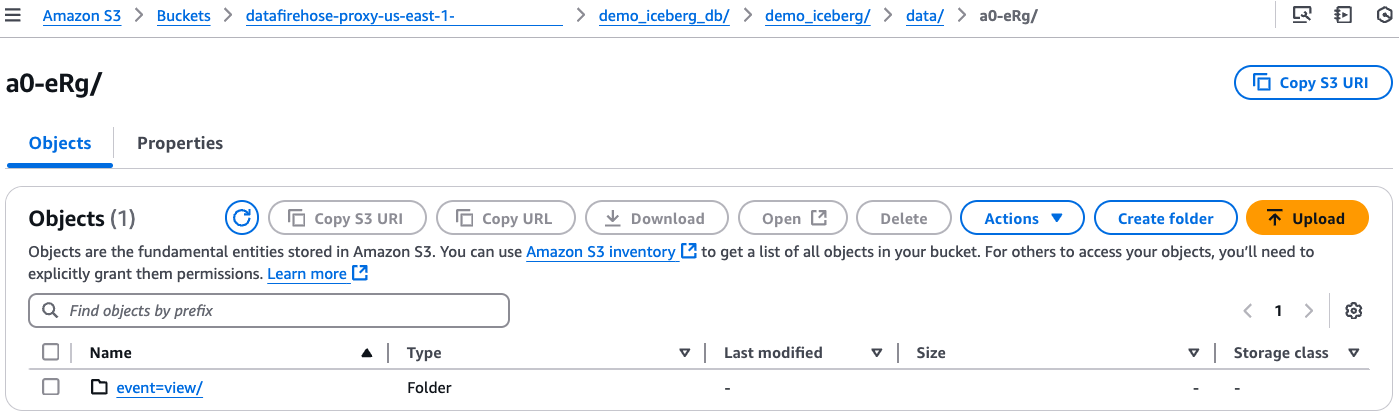 Amazon S3 > Buckets > datafirehose-proxy-us-east-1- > demo_iceberg_db/ > demo_iceberg/ > data/ > a0-eRg/
a0-eRg/
Copy S3 URI
Objects Properties
Objects (1) Copy S3 URI Copy URL Download Open Delete Actions Create folder Upload
Objects are the fundamental entities stored in Amazon S3. You can use Amazon S3 inventory to get a list of all objects in your bucket. For others to access your objects, you'll need to
explicitly grant them permissions. Learn more
Find objects by prefix
1
Name Type Last modified Size Storage class
event=view/ Folder - - -